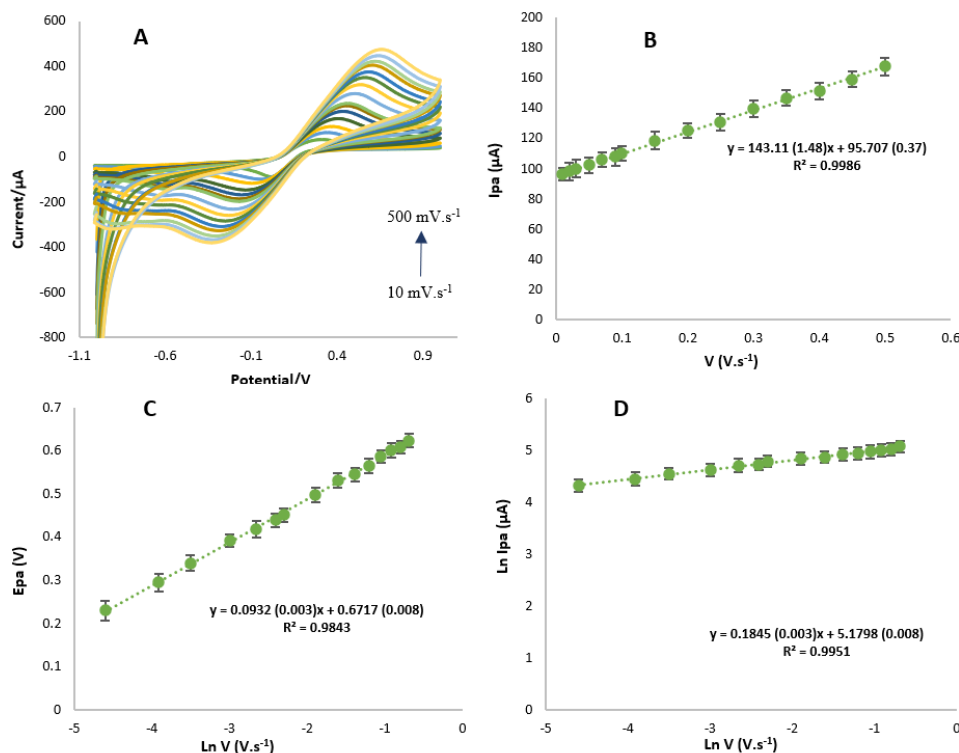 A
600
400
200
0
-200
-400
-600
-800
-1.1
-0.6
-0.1
0.4
0.9
Current/µA
Potential/V
500 mV.s⁻¹
10 mV.s⁻¹
B
200
180
160
140
120
100
80
60
40
20
0
0
0.1
0.2
0.3
0.4
0.5
0.6
Ipa (µA)
V (V.s⁻¹)
y = 143.11 (1.48)x + 95.707 (0.37)
R² = 0.9986
C
0.7
0.6
0.5
0.4
0.3
0.2
0.1
0
-5
-4
-3
-2
-1
0
Epa (V)
Ln V (V.s⁻¹)
y = 0.0932 (0.003)x + 0.6717 (0.008)
R² = 0.9843
D
6
5
4
3
2
1
0
-5
-4
-3
-2
-1
0
Ln Ipa (µA)
Ln V (V.s⁻¹)
y = 0.1845 (0.003)x + 5.1798 (0.008)
R² = 0.9951